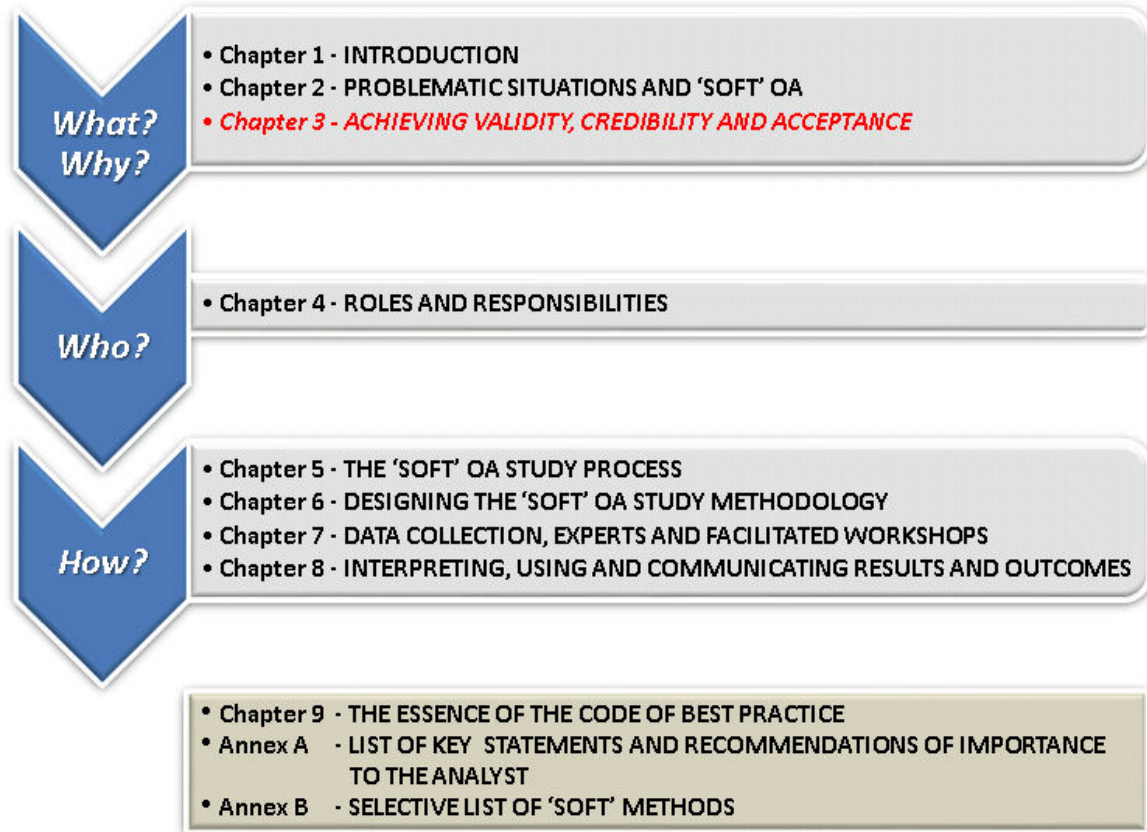 What?
Why?
• Chapter 1 - INTRODUCTION
• Chapter 2 - PROBLEMATIC SITUATIONS AND ‘SOFT’ OA
• Chapter 3 - ACHIEVING VALIDITY, CREDIBILITY AND ACCEPTANCE
Who?
• Chapter 4 - ROLES AND RESPONSIBILITIES
How?
• Chapter 5 - THE ‘SOFT’ OA STUDY PROCESS
• Chapter 6 - DESIGNING THE ‘SOFT’ OA STUDY METHODOLOGY
• Chapter 7 - DATA COLLECTION, EXPERTS AND FACILITATED WORKSHOPS
• Chapter 8 - INTERPRETING, USING AND COMMUNICATING RESULTS AND OUTCOMES
• Chapter 9 - THE ESSENCE OF THE CODE OF BEST PRACTICE
• Annex A - LIST OF KEY STATEMENTS AND RECOMMENDATIONS OF IMPORTANCE
TO THE ANALYST
• Annex B - SELECTIVE LIST OF ‘SOFT’ METHODS